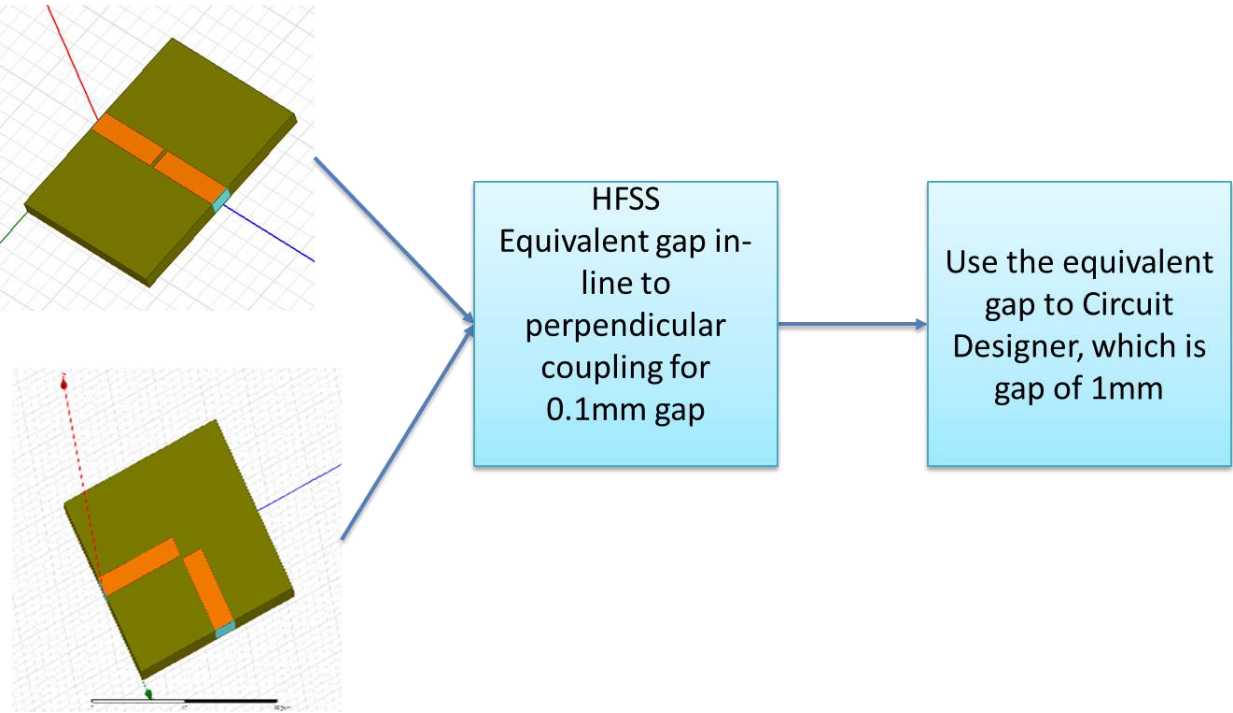 HFSS
Equivalent gap in-
line to
perpendicular
coupling for
0.1mm gap
Use the equivalent
gap to Circuit
Designer, which is
gap of 1mm